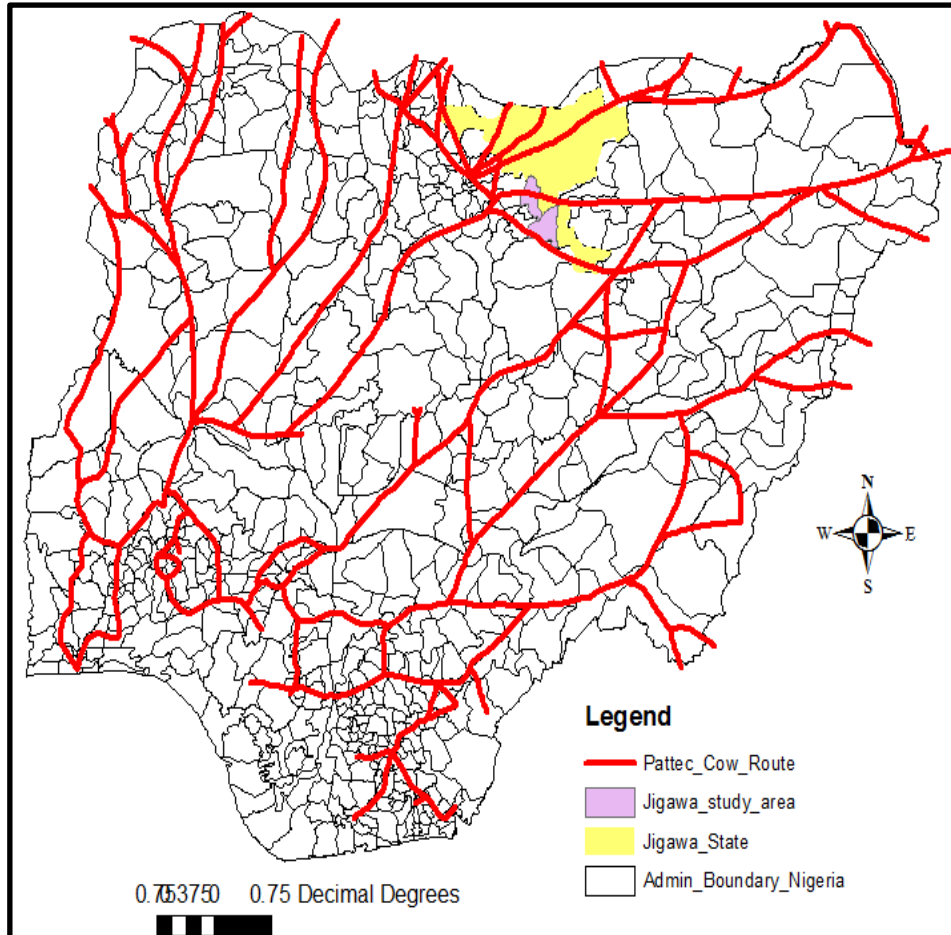 N
W E
S
Legend
Pattec_Cow_Route
Jigawa_study_area
Jigawa_State
Admin_Boundary_Nigeria
0.75 Decimal Degrees